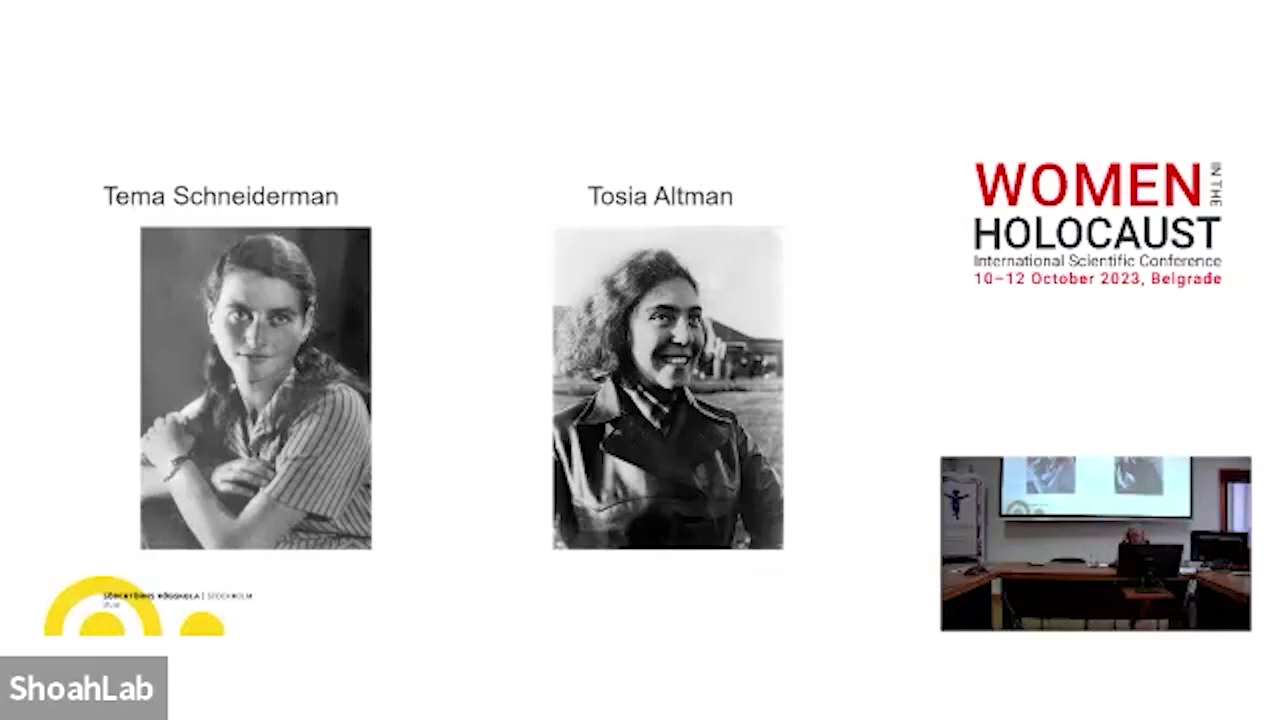 Tema Schneiderman
Tosia Altman
WOMEN IN THE
HOLOCAUST
International Scientific Conference
10–12 October 2023, Belgrade
SÖDERTÖRNS HÖGSKOLA | STOCKHOLM
ShoahLab